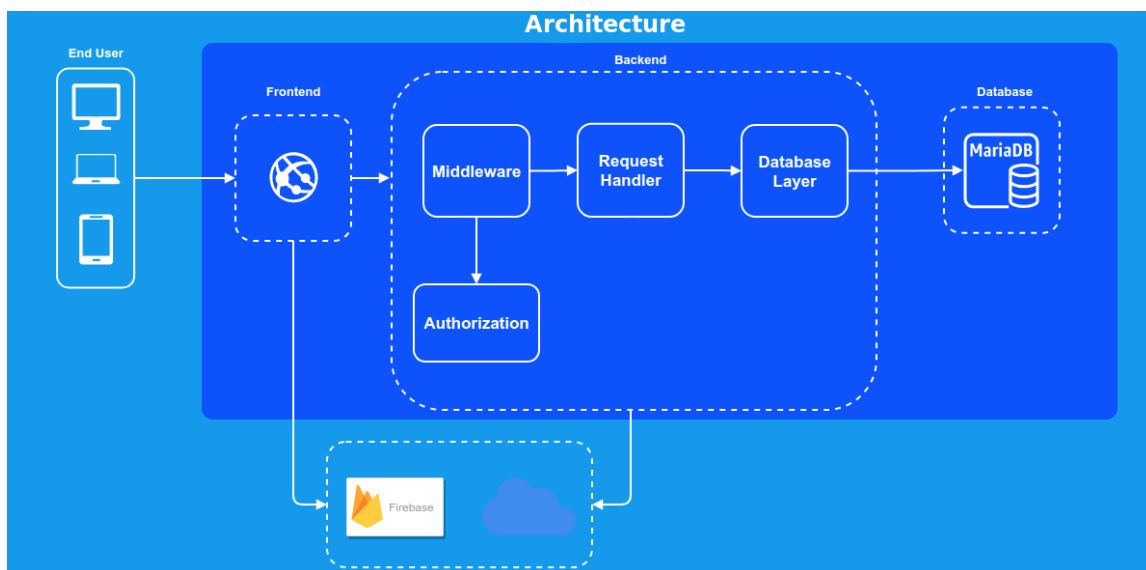 Architecture
End User
Backend
Frontend
Database
Middleware
Request
Handler
Database
Layer
MariaDB
Authorization
Firebase